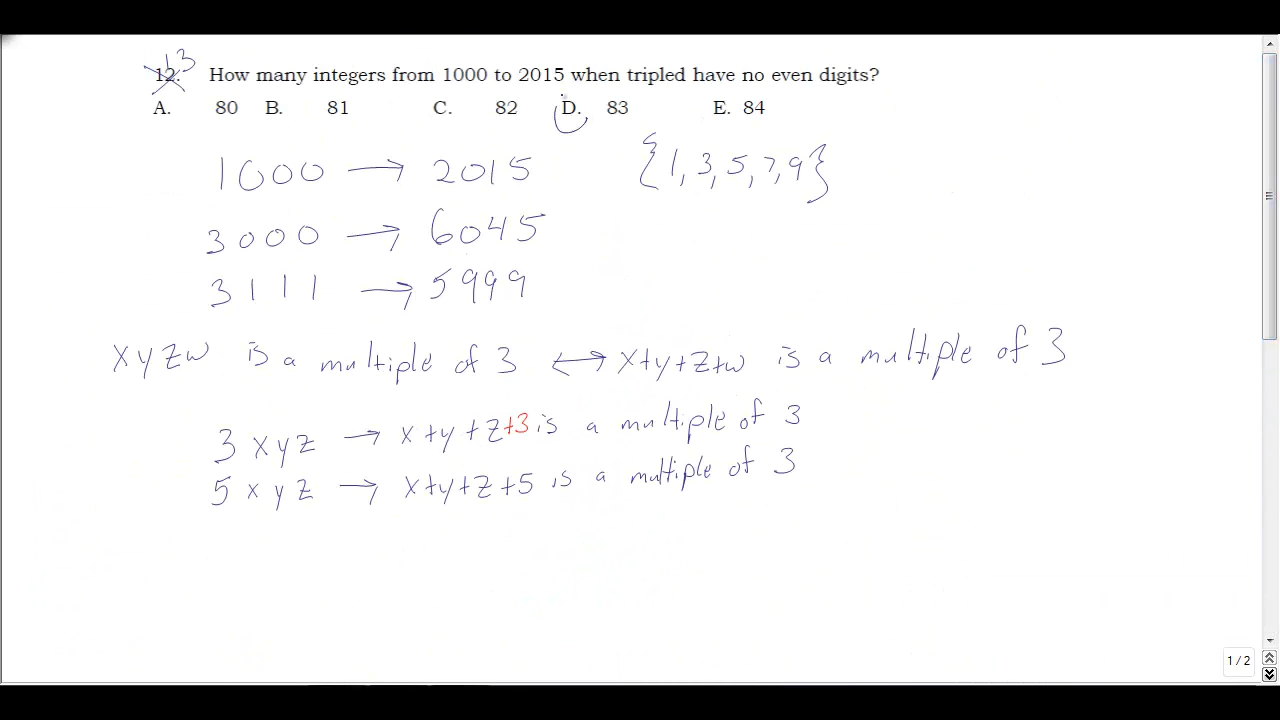 13
12. How many integers from 1000 to 2015 when tripled have no even digits?
A. 80 B. 81 C. 82 D. 83 E. 84
1000 → 2015 {1,3,5,7,9}
3000 → 6045
3111 → 5999
xyzw is a multiple of 3 ↔ x+y+z+w is a multiple of 3
3xyz → x+y+z+3 is a multiple of 3
5xyz → x+y+z+5 is a multiple of 3
1/2